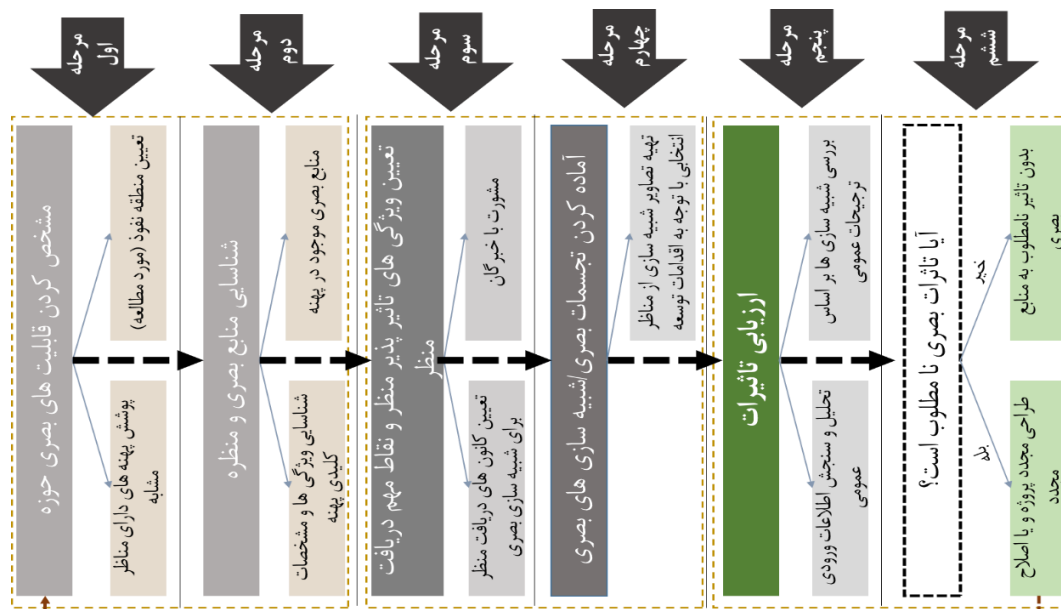 مرحله
اول
مشخص کردن قابلیت های بصری حوزه
تعیین منطقه نفوذ (مورد مطالعه)
پوشش پهنه های دارای مناظر
مشابه
مرحله
دوم
شناسایی منابع بصری و منظره
منابع بصری موجود در پهنه
شناسایی ویژگی ها و مشخصات
کلیدی پهنه
مرحله
سوم
تعیین ویژگی های تاثیر پذیر منظر و نقاط مهم دریافت
منظر
مشورت با خبرگان
تعیین کانون های دریافت منظر
برای شبیه سازی بصری
مرحله
چهارم
آماده کردن تجسمات بصری/شبیه سازی های بصری
تهیه تصاویر شبیه سازی از مناظر
انتخابی با توجه به اقدامات توسعه
مرحله
پنجم
ارزیابی تاثیرات
بررسی شبیه سازی ها بر اساس
ترجیحات عمومی
تحلیل و سنجش اطلاعات ورودی
عمومی
مرحله
ششم
آیا تاثرات بصری نا مطلوب است؟
خیر
بله
بدون تاثیر نامطلوب به منابع
بصری
طراحی مجدد پروژه و یا اصلاح
مجدد